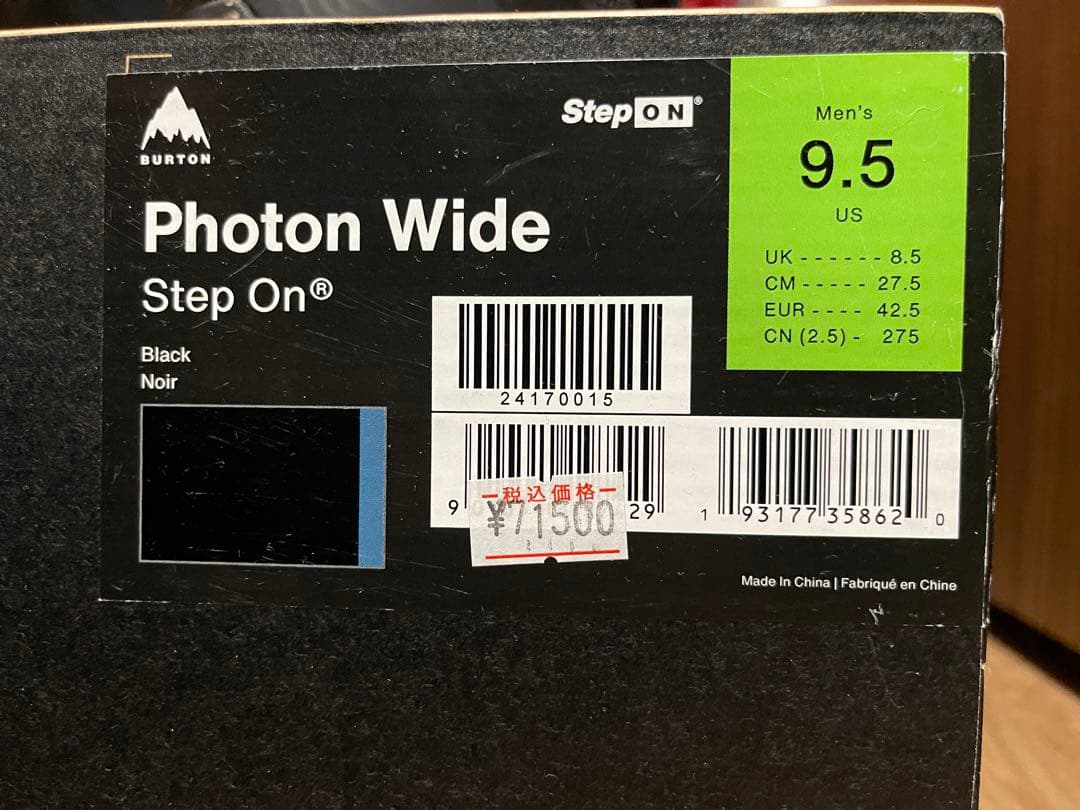 BURTON
StepON®
Photon Wide
Step On®
Black
Noir
Men's
9.5
US
UK - - - - - - 8.5
CM - - - - - 27.5
EUR - - - - 42.5
CN (2.5) - 275
24170015
9
29
税込価格
¥71500
1 93177 35862 0
Made In China | Fabriqué en Chine